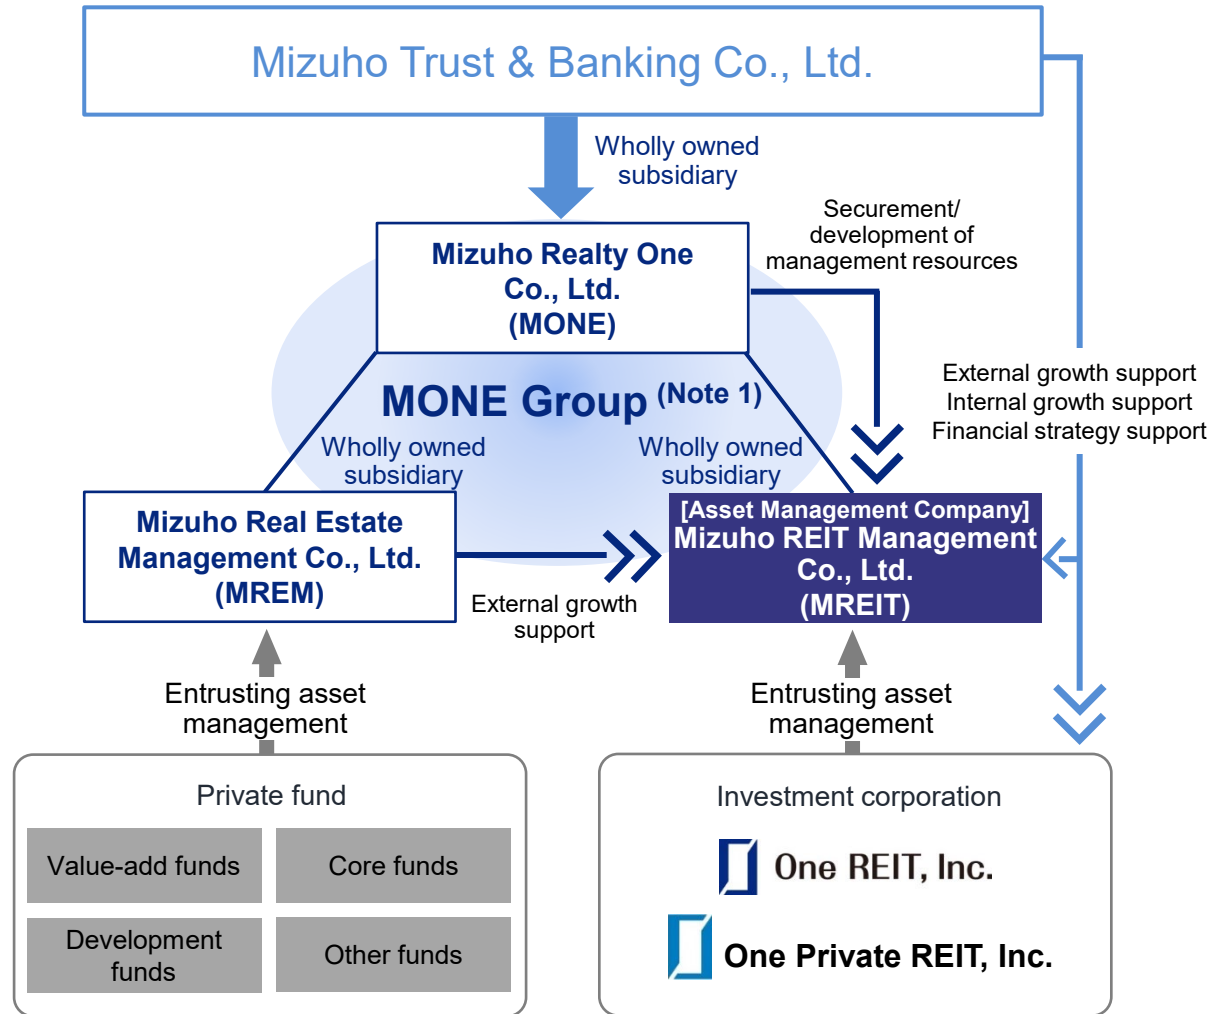 Mizuho Trust & Banking Co., Ltd.
Wholly owned
subsidiary
Securement/
development of
management resources
Mizuho Realty One
Co., Ltd.
(MONE)
External growth support
Internal growth support
Financial strategy support
MONE Group (Note 1)
Wholly owned
subsidiary
Wholly owned
subsidiary
Mizuho Real Estate
Management Co., Ltd.
(MREM)
External growth
support
[Asset Management Company]
Mizuho REIT Management
Co., Ltd.
(MREIT)
Entrusting asset
management
Entrusting asset
management
Private fund
Value-add funds
Core funds
Development
funds
Other funds
Investment corporation
One REIT, Inc.
One Private REIT, Inc.